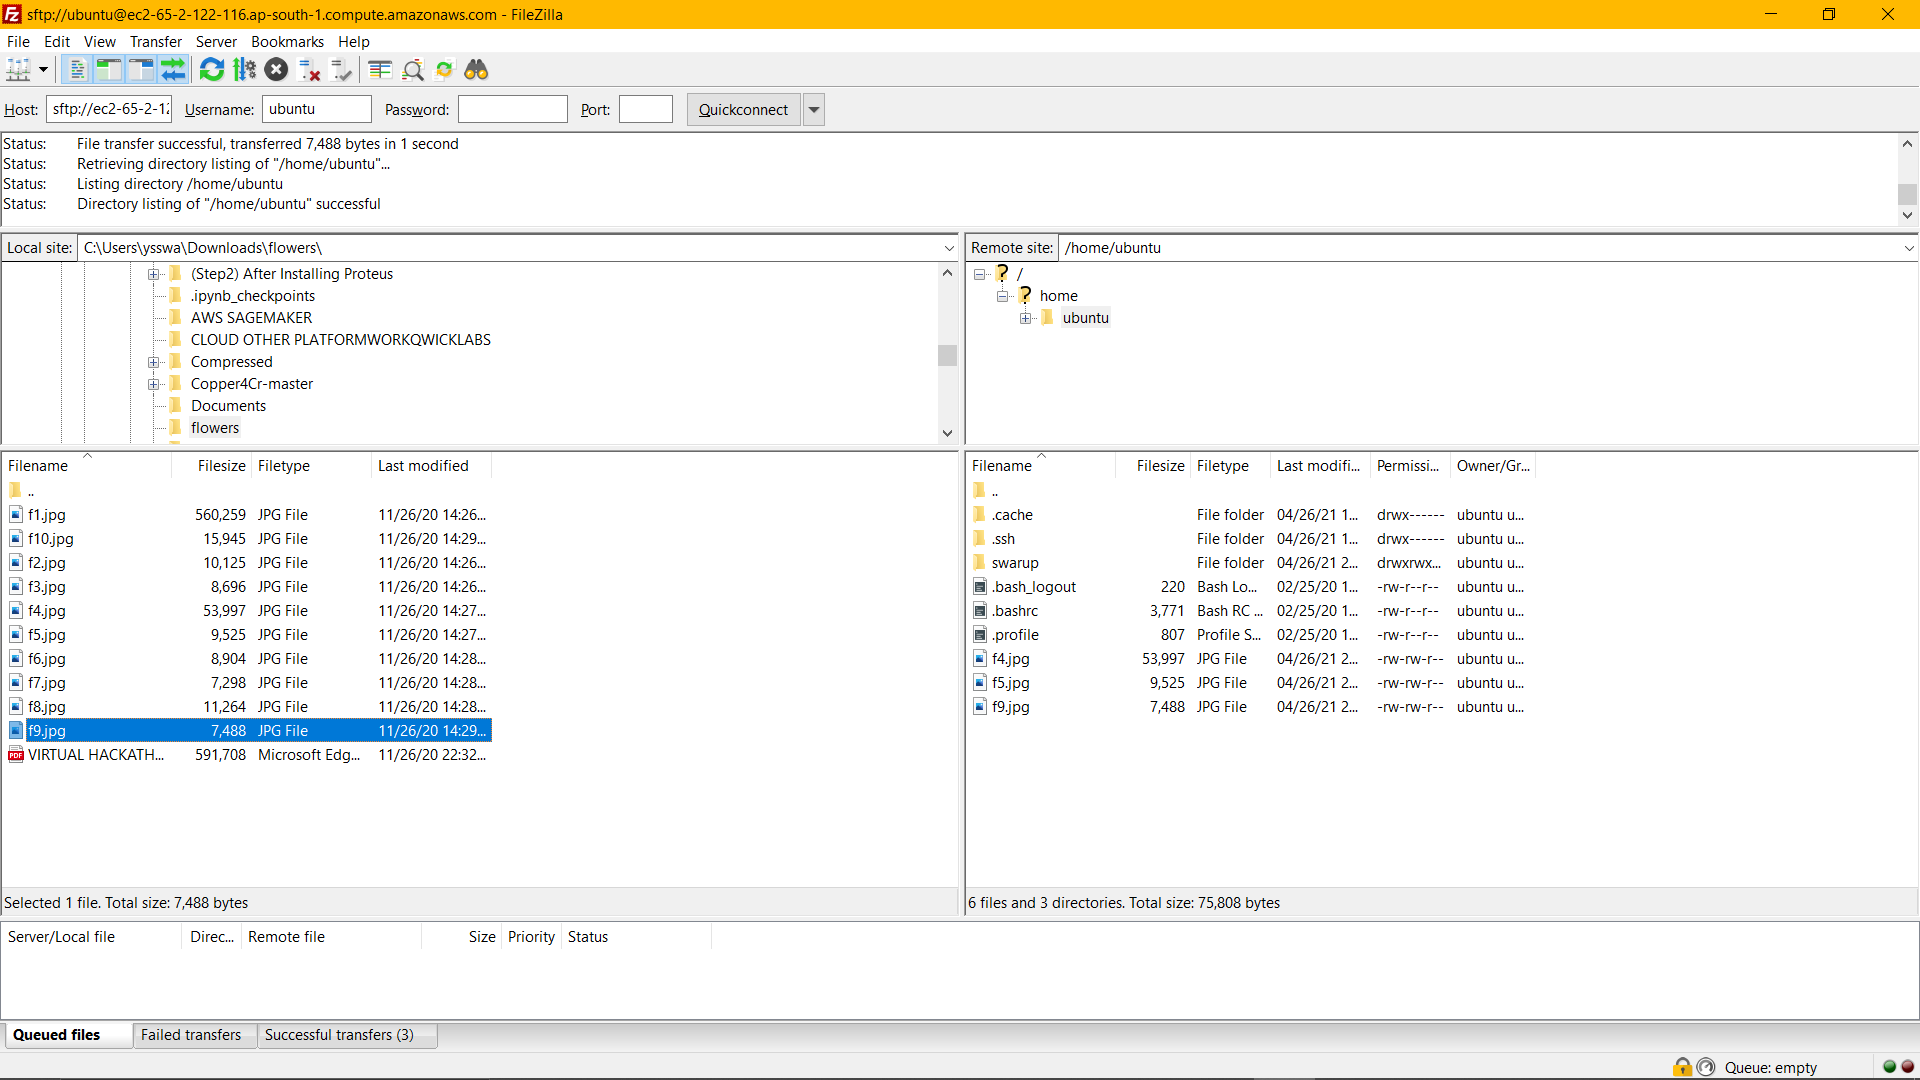 sftp://ubuntu@ec2-65-2-122-116.ap-south-1.compute.amazonaws.com - FileZilla
File Edit View Transfer Server Bookmarks Help
Host: sftp://ec2-65-2-12 Username: ubuntu Password: Port: Quickconnect
Status: File transfer successful, transferred 7,488 bytes in 1 second
Status: Retrieving directory listing of "/home/ubuntu"...
Status: Listing directory /home/ubuntu
Status: Directory listing of "/home/ubuntu" successful
Local site: C:\Users\ysswa\Downloads\flowers\
(Step2) After Installing Proteus
.ipynb_checkpoints
AWS SAGEMAKER
CLOUD OTHER PLATFORMWORKQWICKLABS
Compressed
Copper4Cr-master
Documents
flowers
Remote site: /home/ubuntu
/
home
ubuntu
Filename Filesize Filetype Last modified
..
f1.jpg 560,259 JPG File 11/26/20 14:26...
f10.jpg 15,945 JPG File 11/26/20 14:29...
f2.jpg 10,125 JPG File 11/26/20 14:26...
f3.jpg 8,696 JPG File 11/26/20 14:26...
f4.jpg 53,997 JPG File 11/26/20 14:27...
f5.jpg 9,525 JPG File 11/26/20 14:27...
f6.jpg 8,904 JPG File 11/26/20 14:28...
f7.jpg 7,298 JPG File 11/26/20 14:28...
f8.jpg 11,264 JPG File 11/26/20 14:28...
f9.jpg 7,488 JPG File 11/26/20 14:29...
PDF VIRTUAL HACKATH... 591,708 Microsoft Edg... 11/26/20 22:32...
Selected 1 file. Total size: 7,488 bytes
Filename Filesize Filetype Last modifi... Permissi... Owner/Gr...
..
.cache File folder 04/26/21 1... drwx------ ubuntu u...
.ssh File folder 04/26/21 1... drwx------ ubuntu u...
swarup File folder 04/26/21 2... drwxrwx... ubuntu u...
.bash_logout 220 Bash Lo... 02/25/20 1... -rw-r--r-- ubuntu u...
.bashrc 3,771 Bash RC ... 02/25/20 1... -rw-r--r-- ubuntu u...
.profile 807 Profile S... 02/25/20 1... -rw-r--r-- ubuntu u...
f4.jpg 53,997 JPG File 04/26/21 2... -rw-rw-r-- ubuntu u...
f5.jpg 9,525 JPG File 04/26/21 2... -rw-rw-r-- ubuntu u...
f9.jpg 7,488 JPG File 04/26/21 2... -rw-rw-r-- ubuntu u...
6 files and 3 directories. Total size: 75,808 bytes
Server/Local file Direc... Remote file Size Priority Status
Queued files Failed transfers Successful transfers (3)
Queue: empty